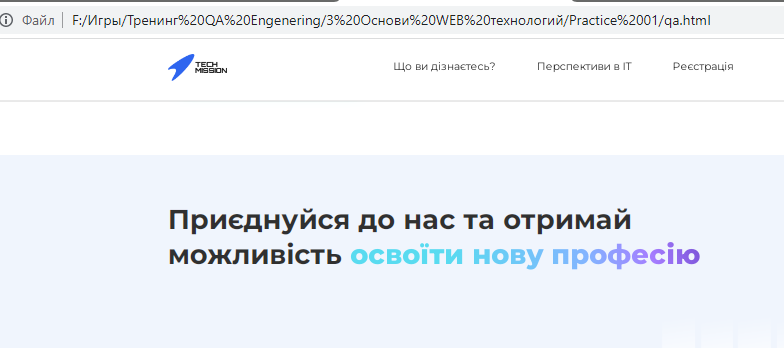 Файл F:/Игры/Тренинг%20QA%20Engenering/3%20Основи%20WEB%20технологий/Practice%2001/qa.html
TECH
MISSION
Що ви дізнаєтесь? Перспективи в ІТ Реєстрація
Приєднуйся до нас та отримай
можливість освоїти нову професію